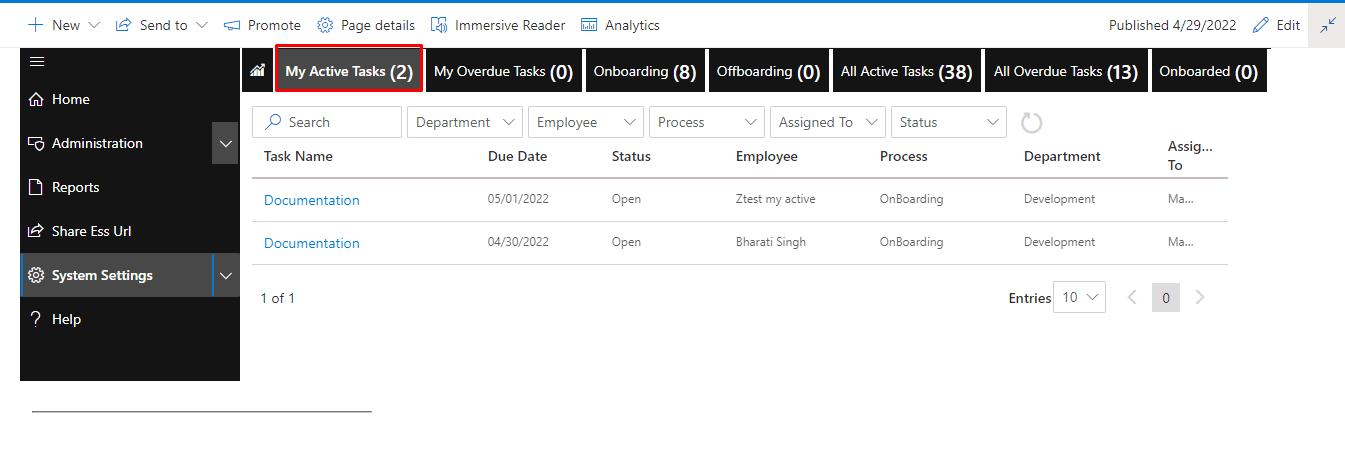 New Send to Promote Page details Immersive Reader Analytics Published 4/29/2022 Edit
My Active Tasks (2) My Overdue Tasks (0) Onboarding (8) Offboarding (0) All Active Tasks (38) All Overdue Tasks (13) Onboarded (0)
Home
Administration
Reports
Share Ess Url
System Settings
Help
Search Department Employee Process Assigned To Status
Task Name Due Date Status Employee Process Department Assig...
To
Documentation 05/01/2022 Open Ztest my active OnBoarding Development Ma...
Documentation 04/30/2022 Open Bharati Singh OnBoarding Development Ma...
1 of 1 Entries 10 0